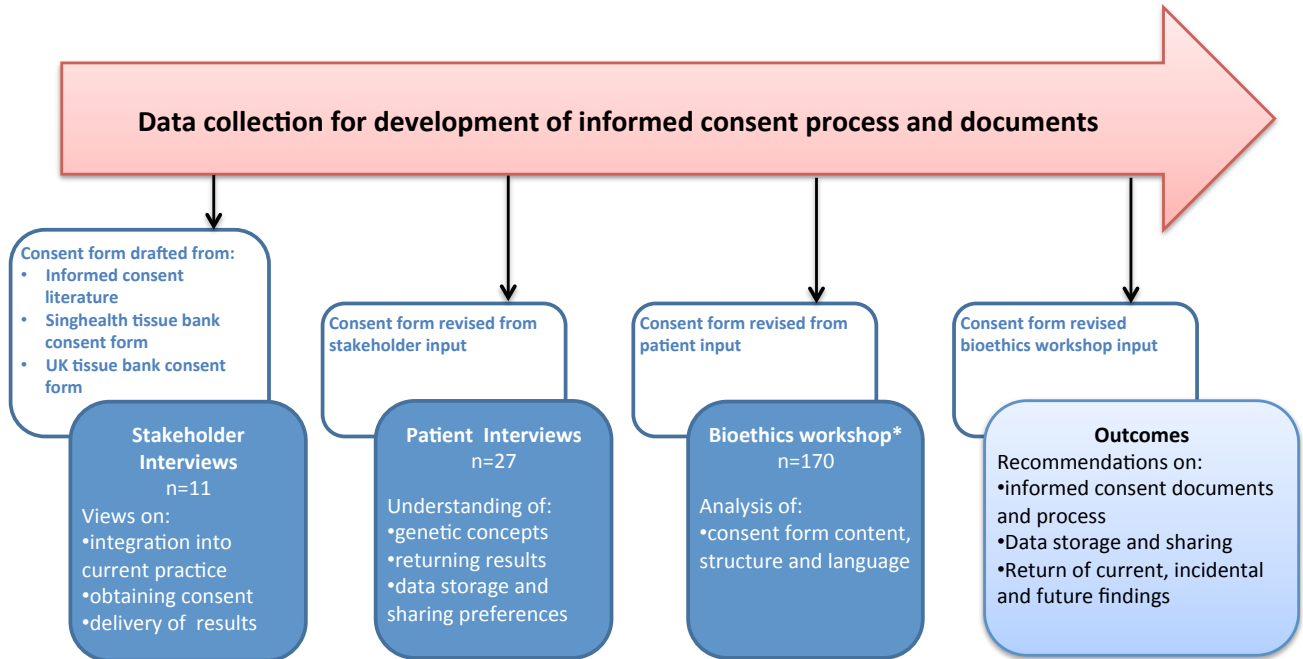 Data collection for development of informed consent process and documents
Consent form drafted from:
• Informed consent
literature
• Singhealth tissue bank
consent form
• UK tissue bank consent
form
Stakeholder
Interviews
n=11
Views on:
•integration into
current practice
•obtaining consent
•delivery of results
Consent form revised from
stakeholder input
Patient Interviews
n=27
Understanding of:
•genetic concepts
•returning results
•data storage and
sharing preferences
Consent form revised from
patient input
Bioethics workshop*
n=170
Analysis of:
•consent form content,
structure and language
Consent form revised
bioethics workshop input
Outcomes
Recommendations on:
•informed consent documents
and process
•Data storage and sharing
•Return of current, incidental
and future findings